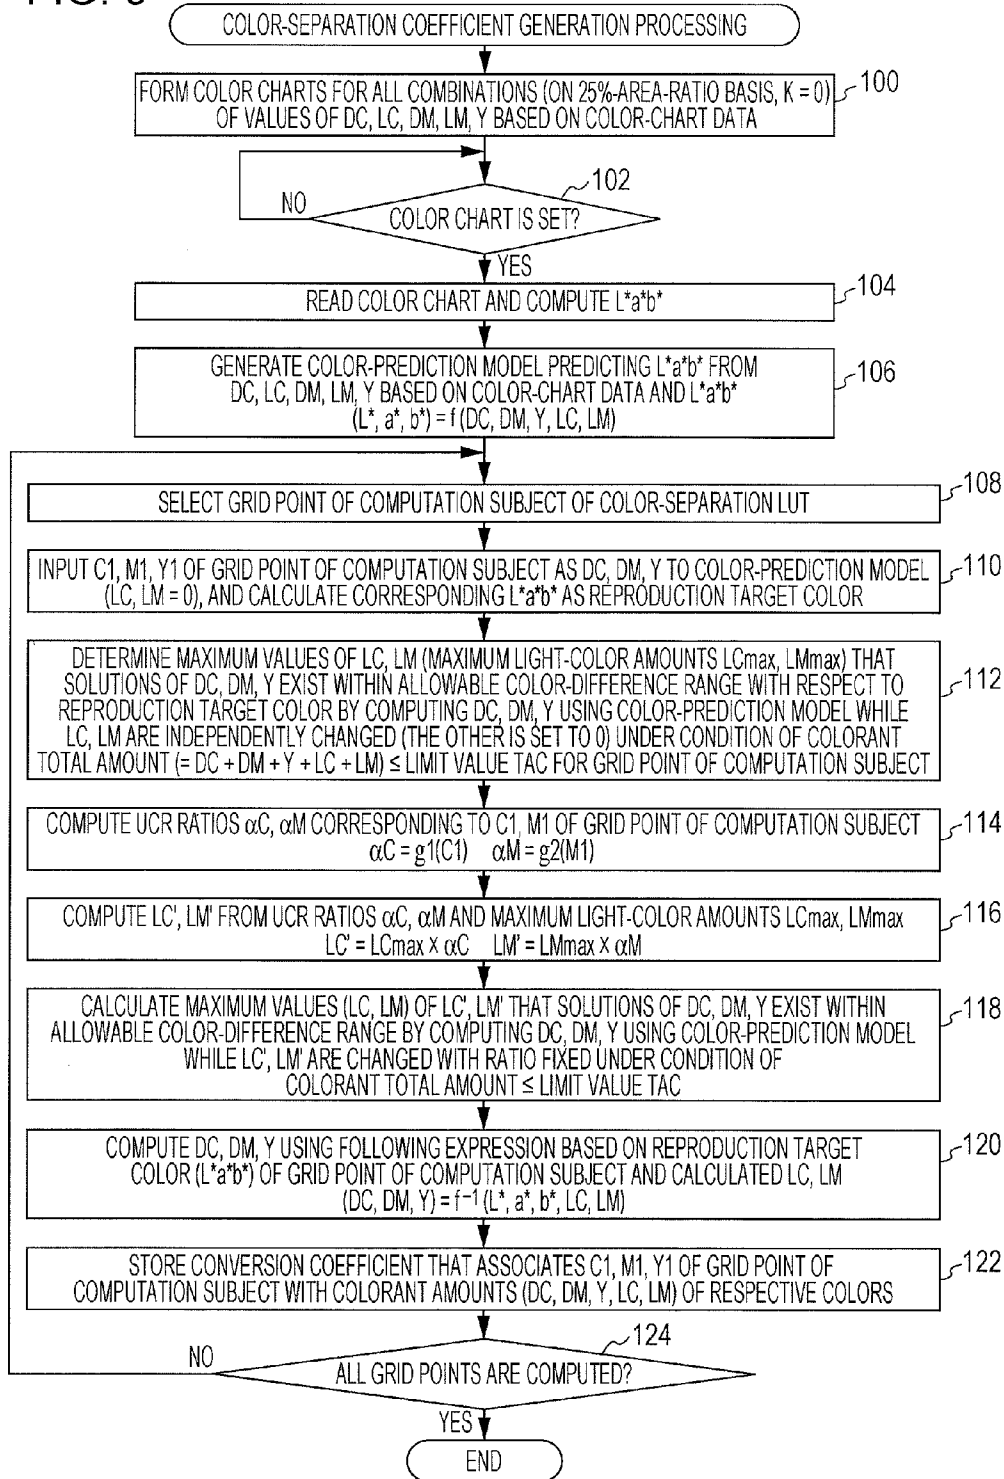 COLOR-SEPARATION COEFFICIENT GENERATION PROCESSING
FORM COLOR CHARTS FOR ALL COMBINATIONS (ON 25%-AREA-RATIO BASIS, K = 0)
OF VALUES OF DC, LC, DM, LM, Y BASED ON COLOR-CHART DATA
100
102
NO
COLOR CHART IS SET?
YES
READ COLOR CHART AND COMPUTE L*a*b*
104
GENERATE COLOR-PREDICTION MODEL PREDICTING L*a*b* FROM
DC, LC, DM, LM, Y BASED ON COLOR-CHART DATA AND L*a*b*
(L*, a*, b*) = f (DC, DM, Y, LC, LM)
106
SELECT GRID POINT OF COMPUTATION SUBJECT OF COLOR-SEPARATION LUT
108
INPUT C1, M1, Y1 OF GRID POINT OF COMPUTATION SUBJECT AS DC, DM, Y TO COLOR-PREDICTION MODEL
(LC, LM = 0), AND CALCULATE CORRESPONDING L*a*b* AS REPRODUCTION TARGET COLOR
110
DETERMINE MAXIMUM VALUES OF LC, LM (MAXIMUM LIGHT-COLOR AMOUNTS LCmax, LMmax) THAT
SOLUTIONS OF DC, DM, Y EXIST WITHIN ALLOWABLE COLOR-DIFFERENCE RANGE WITH RESPECT TO
REPRODUCTION TARGET COLOR BY COMPUTING DC, DM, Y USING COLOR-PREDICTION MODEL WHILE
LC, LM ARE INDEPENDENTLY CHANGED (THE OTHER IS SET TO 0) UNDER CONDITION OF COLORANT
TOTAL AMOUNT (= DC + DM + Y + LC + LM) ≤ LIMIT VALUE TAC FOR GRID POINT OF COMPUTATION SUBJECT
112
COMPUTE UCR RATIOS αC, αM CORRESPONDING TO C1, M1 OF GRID POINT OF COMPUTATION SUBJECT
αC = g1(C1) αM = g2(M1)
114
COMPUTE LC', LM' FROM UCR RATIOS αC, αM AND MAXIMUM LIGHT-COLOR AMOUNTS LCmax, LMmax
LC' = LCmax X αC LM' = LMmax X αM
116
CALCULATE MAXIMUM VALUES (LC, LM) OF LC', LM' THAT SOLUTIONS OF DC, DM, Y EXIST WITHIN
ALLOWABLE COLOR-DIFFERENCE RANGE BY COMPUTING DC, DM, Y USING COLOR-PREDICTION MODEL
WHILE LC', LM' ARE CHANGED WITH RATIO FIXED UNDER CONDITION OF
COLORANT TOTAL AMOUNT ≤ LIMIT VALUE TAC
118
COMPUTE DC, DM, Y USING FOLLOWING EXPRESSION BASED ON REPRODUCTION TARGET
COLOR (L*a*b*) OF GRID POINT OF COMPUTATION SUBJECT AND CALCULATED LC, LM
(DC, DM, Y) = f⁻¹ (L*, a*, b*, LC, LM)
120
STORE CONVERSION COEFFICIENT THAT ASSOCIATES C1, M1, Y1 OF GRID POINT OF
COMPUTATION SUBJECT WITH COLORANT AMOUNTS (DC, DM, Y, LC, LM) OF RESPECTIVE COLORS
122
124
NO
ALL GRID POINTS ARE COMPUTED?
YES
END